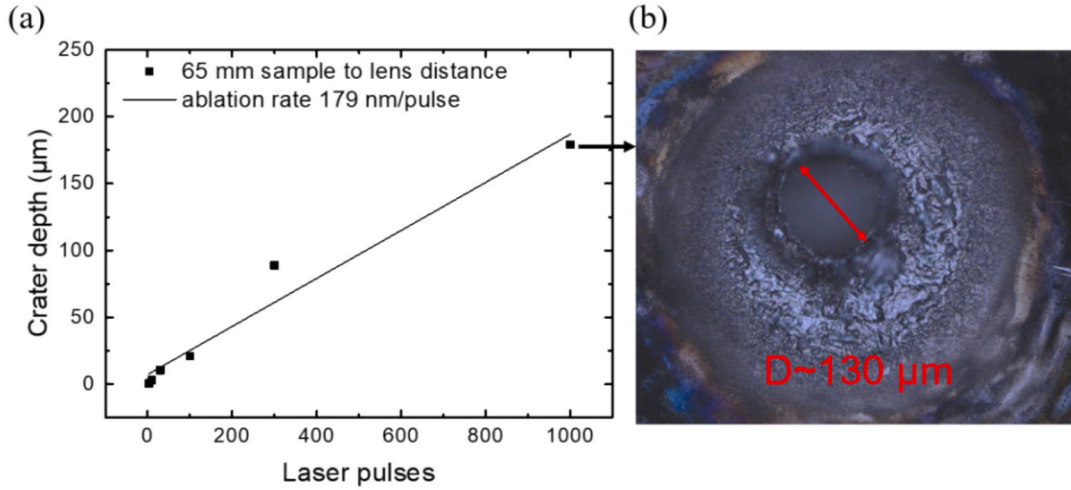 (a)
(b)
250
200
150
100
50
0
Crater depth (µm)
65 mm sample to lens distance
ablation rate 179 nm/pulse
0
200
400
600
800
1000
Laser pulses
D~130 µm